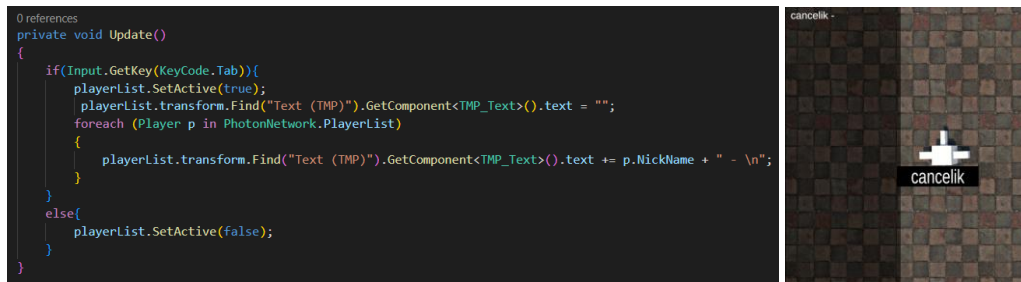 0 references
private void Update()
{
if(Input.GetKey(KeyCode.Tab)){
playerList.SetActive(true);
playerList.transform.Find("Text (TMP)").GetComponent<TMP_Text>().text = "";
foreach (Player p in PhotonNetwork.PlayerList)
{
playerList.transform.Find("Text (TMP)").GetComponent<TMP_Text>().text += p.NickName + " - \n";
}
}
else{
playerList.SetActive(false);
}
}
cancelik -
cancelik